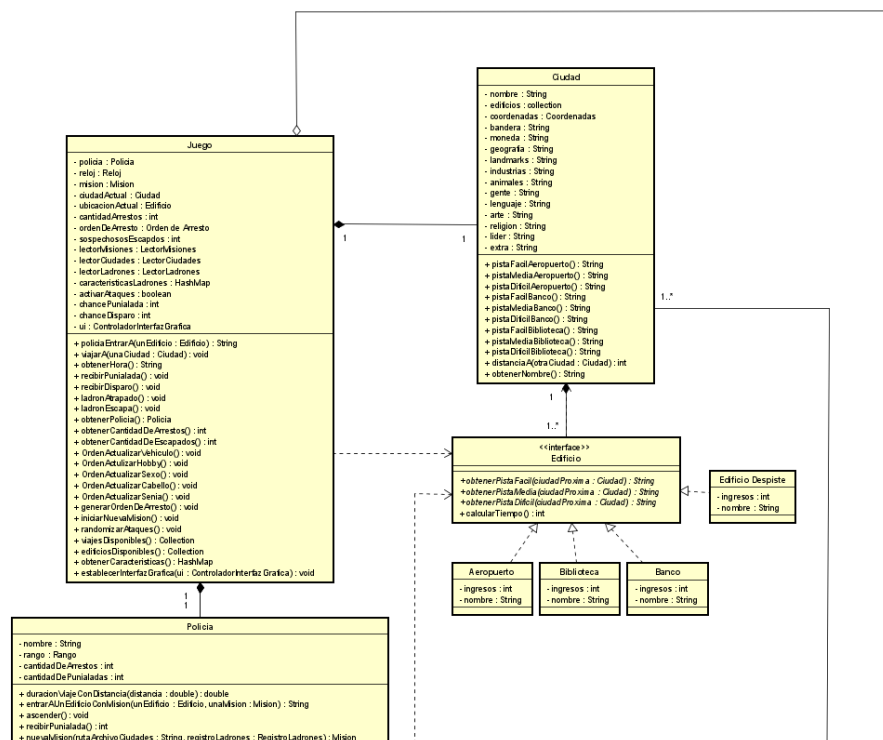 Juego
- policia : Policia
- reloj : Reloj
- mision : Mision
- ciudadActual : Ciudad
- ubicacionActual : Edificio
- cantidadArrestos : int
- ordenDeArresto : Orden de Arresto
- sospechososEscapdos : int
- lectorMisiones : LectorMisiones
- lectorCiudades : LectorCiudades
- lectorLadrones : LectorLadrones
- caracteristicasLadrones : HashMap
- activarAtaques : boolean
- chancePunialada : int
- chanceDisparo : int
- ui : ControladorInterfazGrafica
+ policiaEntrarA(unEdificio : Edificio) : String
+ viajarA(unaCiudad : Ciudad) : void
+ obtenerHora() : String
+ recibirPunialada() : void
+ recibirDisparo() : void
+ ladronAtrapado() : void
+ ladronEscapa() : void
+ obtenerPolicia() : Policia
+ obtenerCantidadDeArrestos() : int
+ obtenerCantidadDeEscapados() : int
+ OrdenActualizarVehiculo() : void
+ OrdenActulizarHobby() : void
+ OrdenActualizarSexo() : void
+ OrdenActualizarCabello() : void
+ OrdenActualizarSenia() : void
+ generarOrdenDeArresto() : void
+ iniciarNuevaMision() : void
+ randomizarAtaques() : void
+ viajesDisponibles() : Collection
+ edificiosDisponibles() : Collection
+ obtenerCaracteristicas() : HashMap
+ establecerInterfazGrafica(ui : ControladorInterfazGrafica) : void
1
1
Ciudad
- nombre : String
- edificios : collection
- coordenadas : Coordenadas
- bandera : String
- moneda : String
- geografia : String
- landmarks : String
- industrias : String
- animales : String
- gente : String
- lenguaje : String
- arte : String
- religion : String
- lider : String
- extra : String
+ pistaFacilAeropuerto() : String
+ pistaMediaAeropuerto() : String
+ pistaDificilAeropuerto() : String
+ pistaFacilBanco() : String
+ pistaMediaBanco() : String
+ pistaDificilBanco() : String
+ pistaFacilBiblioteca() : String
+ pistaMediaBiblioteca() : String
+ pistaDificilBiblioteca() : String
+ distanciaA(otraCiudad : Ciudad) : int
+ obtenerNombre() : String
1..*
1
1..*
<<interface>>
Edificio
+obtenerPistaFacil(ciudadProxima : Ciudad) : String
+obtenerPistaMedia(ciudadProxima : Ciudad) : String
+obtenerPistaDificil(ciudadProxima : Ciudad) : String
+ calcularTiempo() : int
Edificio Despiste
- ingresos : int
- nombre : String
Aeropuerto
- ingresos : int
- nombre : String
Biblioteca
- ingresos : int
- nombre : String
Banco
- ingresos : int
- nombre : String
1
1
Policia
- nombre : String
- rango : Rango
- cantidadDeArrestos : int
- cantidadDePunialadas : int
+ duracionViajeConDistancia(distancia : double) : double
+ entrarAUnEdificioConMision(unEdificio : Edificio, unaMision : Mision) : String
+ ascender() : void
+ recibirPunialada() : int
+ nuevaMision(rutaArchivoCiudades : String, registroLadrones : RegistroLadrones) : Mision